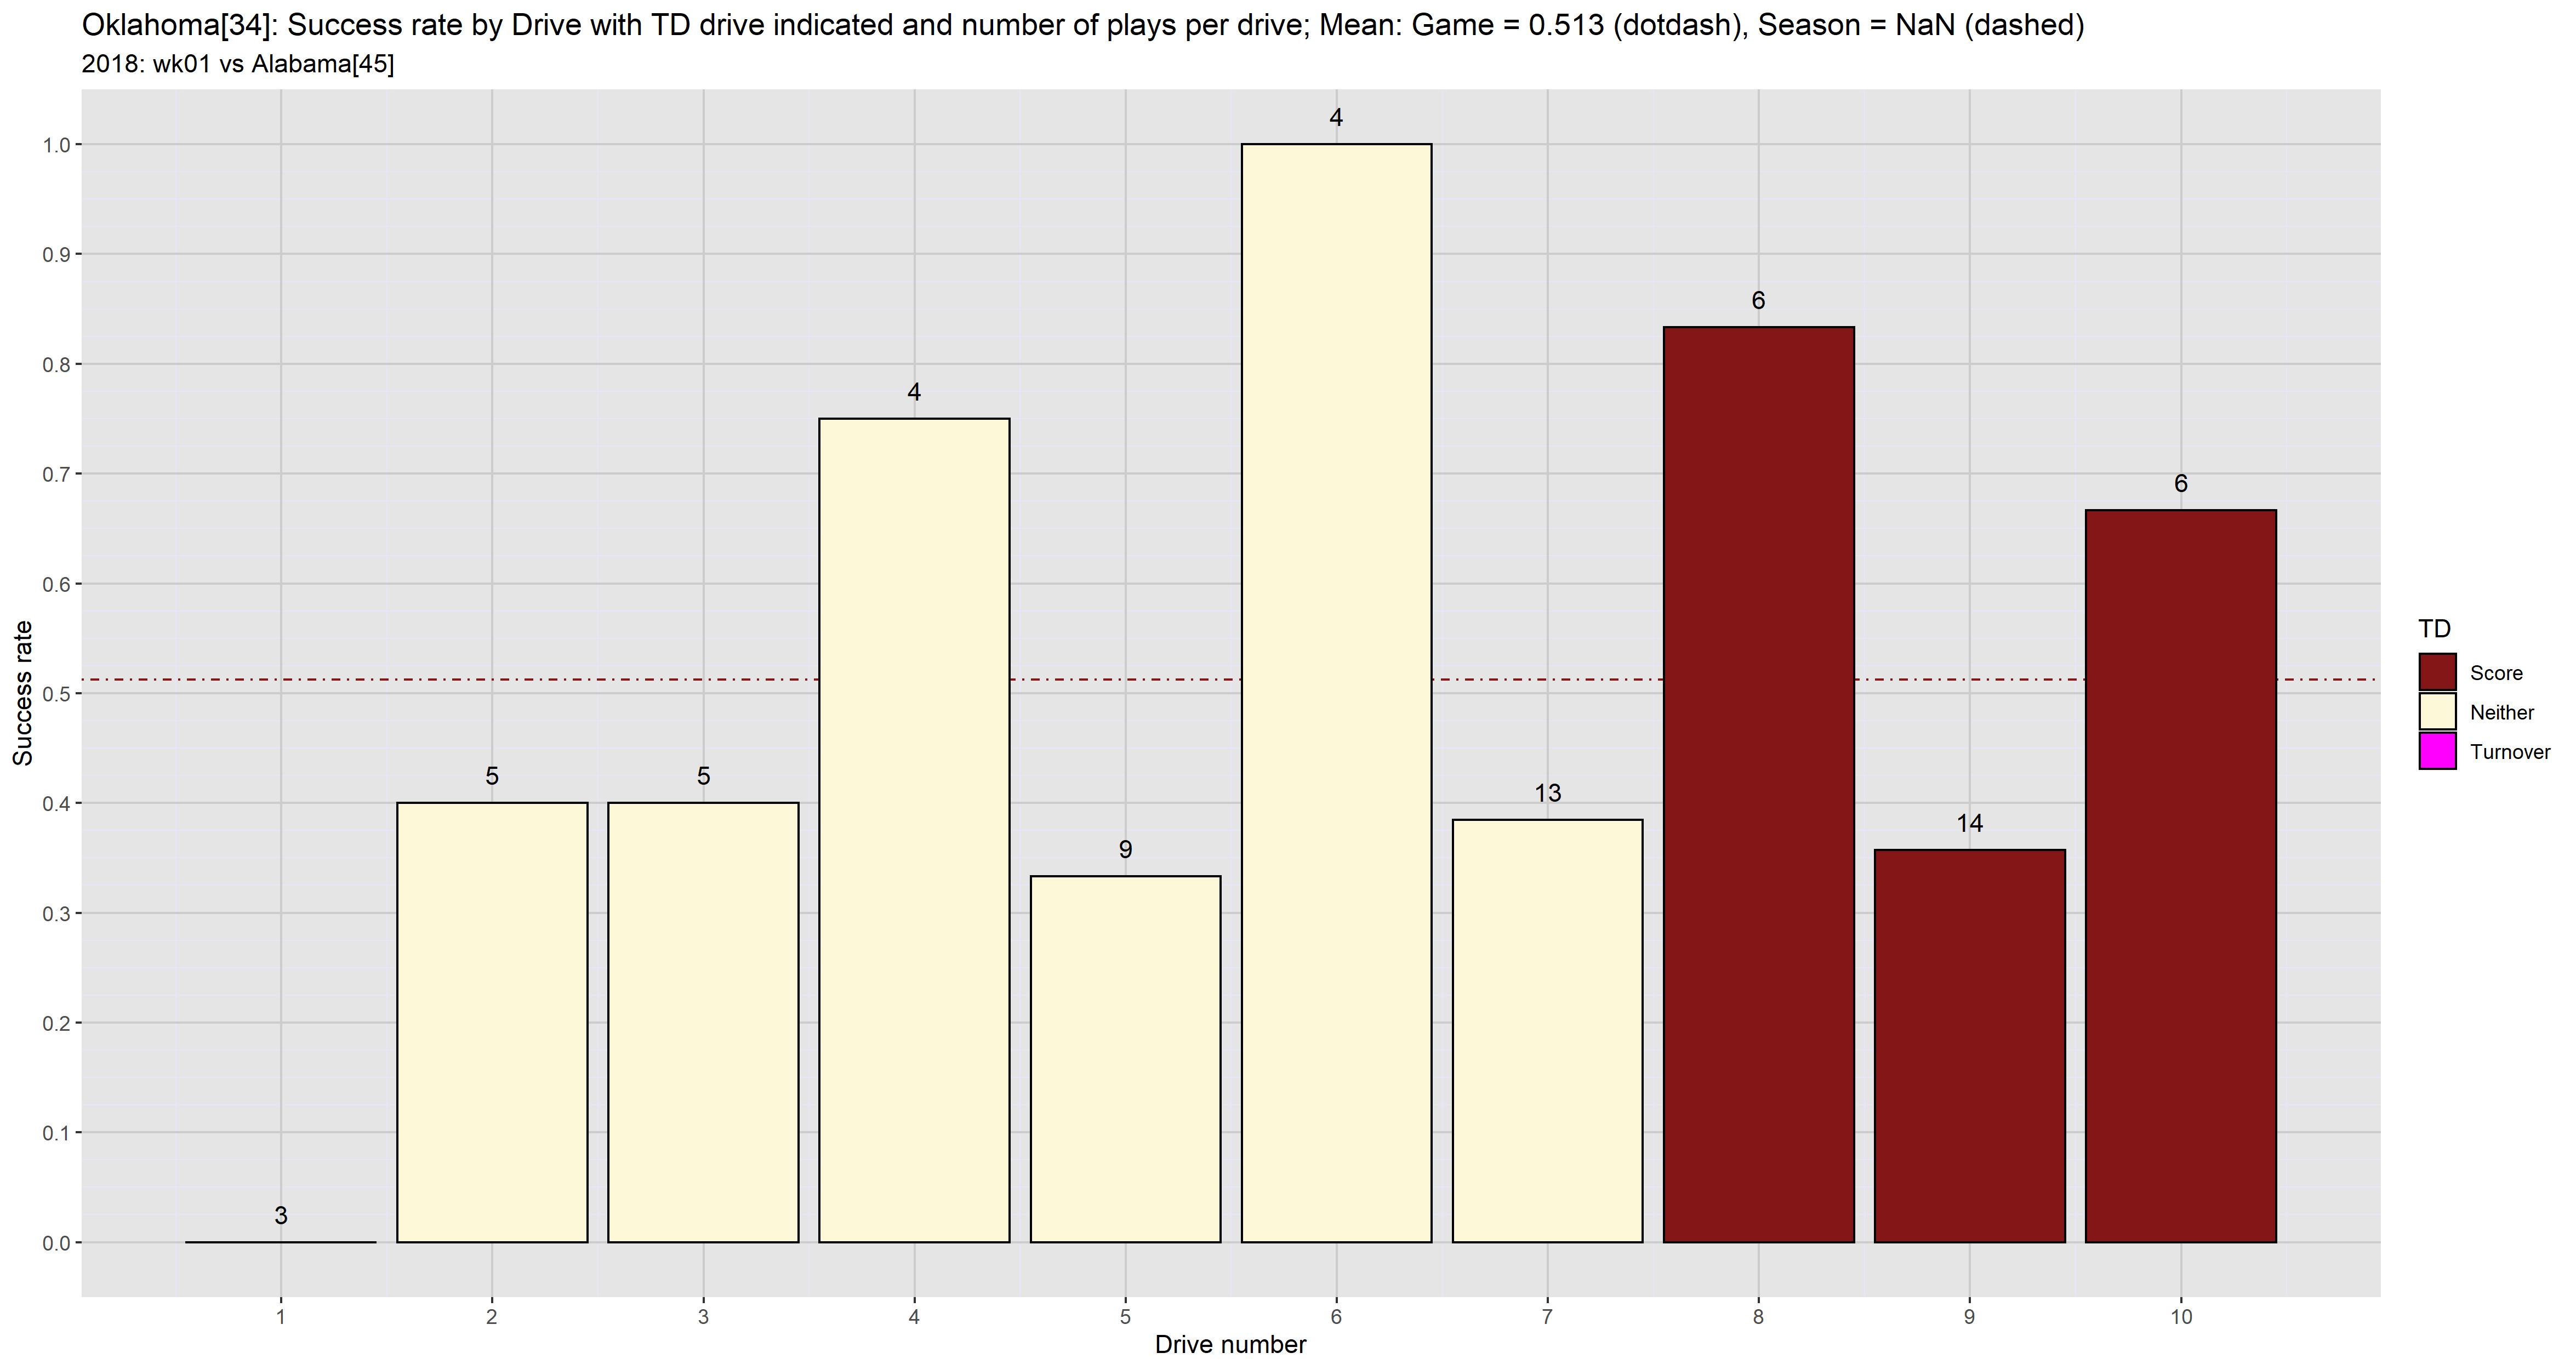 Oklahoma[34]: Success rate by Drive with TD drive indicated and number of plays per drive; Mean: Game = 0.513 (dotdash), Season = NaN (dashed)
2018: wk01 vs Alabama[45]
Success rate
1.0
0.9
0.8
0.7
0.6
0.5
0.4
0.3
0.2
0.1
0.0
3
5
5
4
9
4
13
6
14
6
1 2 3 4 5 6 7 8 9 10
Drive number
TD
Score
Neither
Turnover